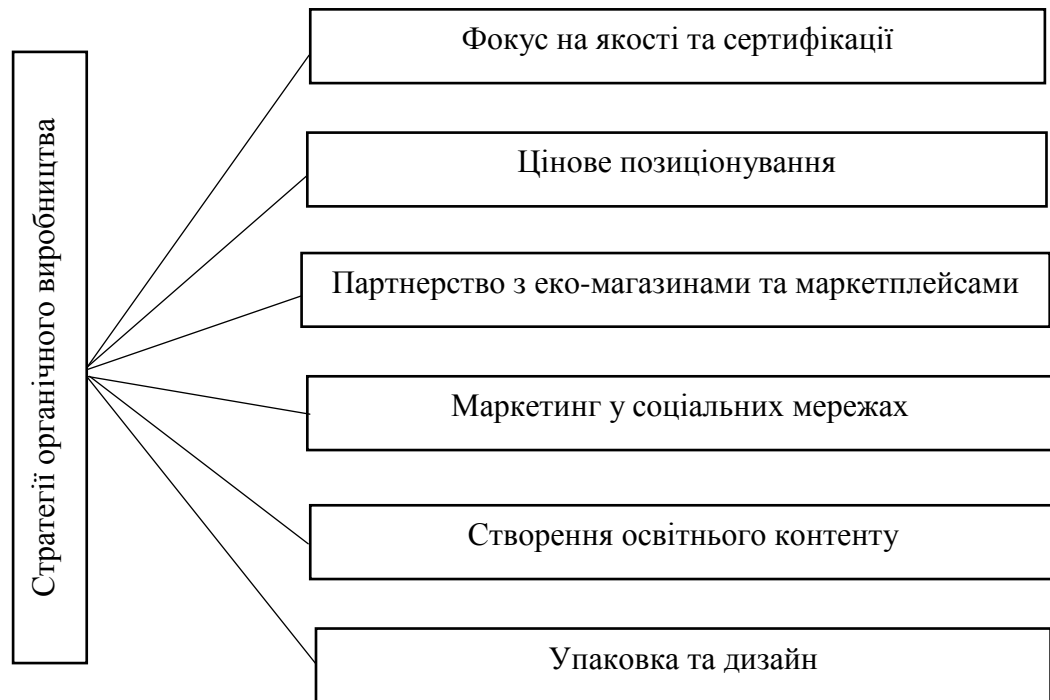 Стратегії органічного виробництва
Фокус на якості та сертифікації
Цінове позиціонування
Партнерство з еко-магазинами та маркетплейсами
Маркетинг у соціальних мережах
Створення освітнього контенту
Упаковка та дизайн